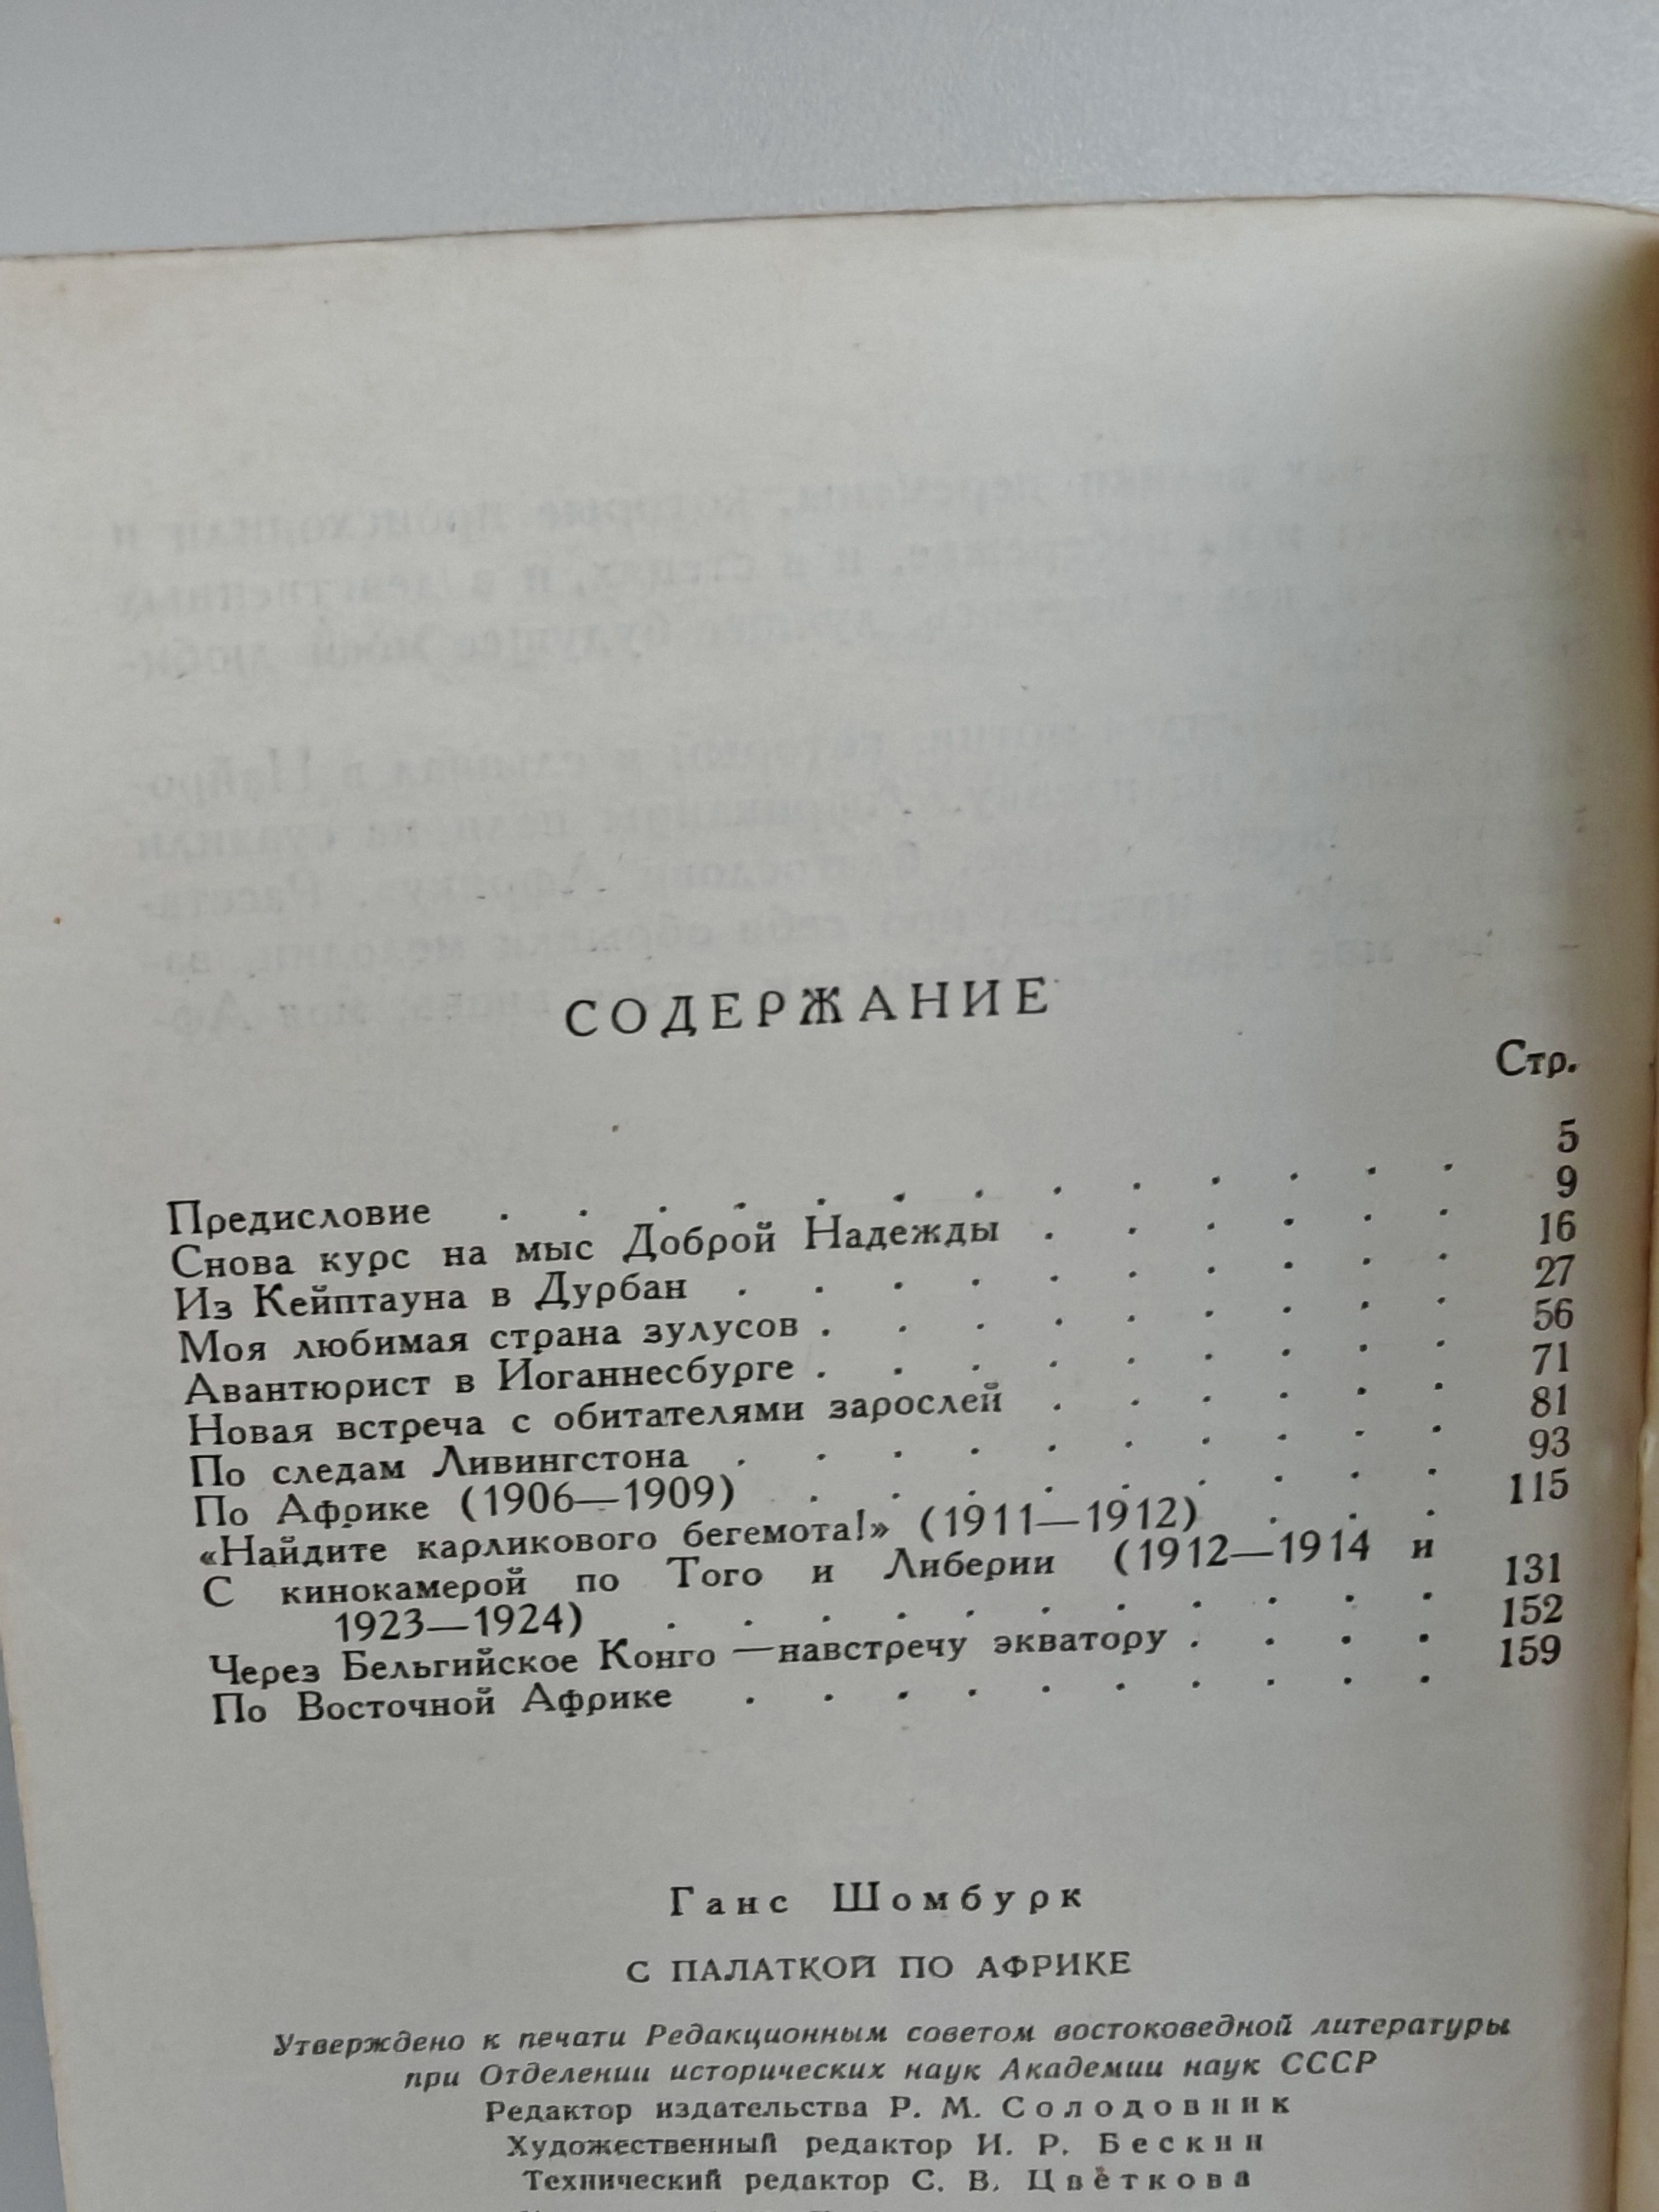 СОДЕРЖАНИЕ
Стр.
Предисловие . . . . . . . . . . . . . 5
Снова курс на мыс Доброй Надежды . . . . . . 9
Из Кейптауна в Дурбан . . . . . . . . . . 16
Моя любимая страна зулусов . . . . . . . . . 27
Авантюрист в Иоганнесбурге . . . . . . . . . 56
Новая встреча с обитателями зарослей . . . . . . 71
По следам Ливингстона . . . . . . . . . . 81
По Африке (1906—1909) . . . . . . . . . 93
«Найдите карликового бегемота!» (1911—1912) . . . 115
С кинокамерой по Того и Либерии (1912—1914 и
1923—1924) . . . . . . . . . . . 131
Через Бельгийское Конго —навстречу экватору . . . . 152
По Восточной Африке . . . . . . . . . . 159
Ганс Шомбурк
С ПАЛАТКОЙ ПО АФРИКЕ
Утверждено к печати Редакционным советом востоковедной литературы
при Отделении исторических наук Академии наук СССР
Редактор издательства Р. М. Солодовник
Художественный редактор И. Р. Бескин
Технический редактор С. В. Цветкова